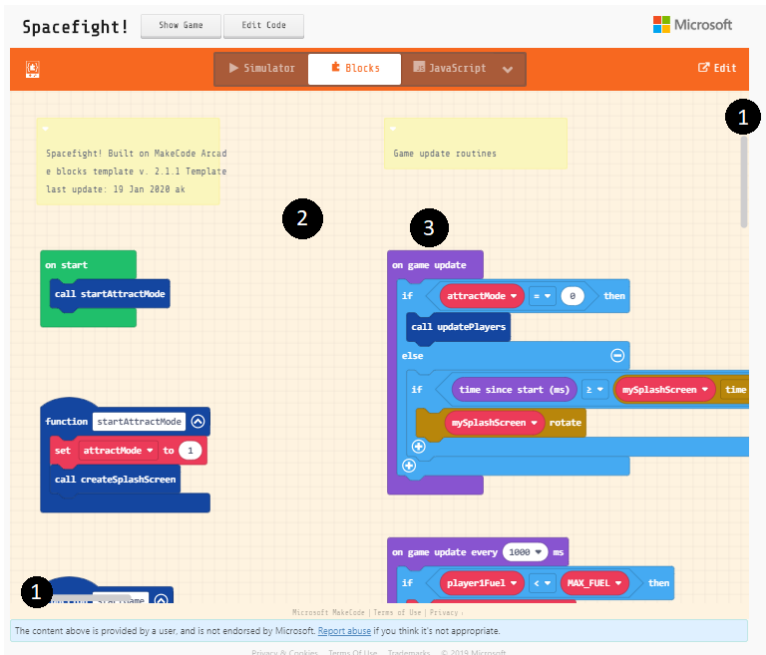 Spacefight!
Show Game
Edit Code
Microsoft
Simulator
Blocks
JavaScript
Edit
1
Spacefight! Built on MakeCode Arcad
e blocks template v. 2.1.1 Template
last update: 19 Jan 2020 ak
Game update routines
2
3
on start
call startAttractMode
on game update
if attractMode = 0 then
call updatePlayers
else
if time since start (ms) ≥ mySplashScreen time
mySplashScreen rotate
function startAttractMode
set attractMode to 1
call createSplashScreen
on game update every 1000 ms
if player1Fuel < MAX_FUEL then
1
Microsoft MakeCode | Terms of Use | Privacy
The content above is provided by a user, and is not endorsed by Microsoft. Report abuse if you think it's not appropriate.
Privacy & Cookies Terms Of Use Trademarks © 2019 Microsoft